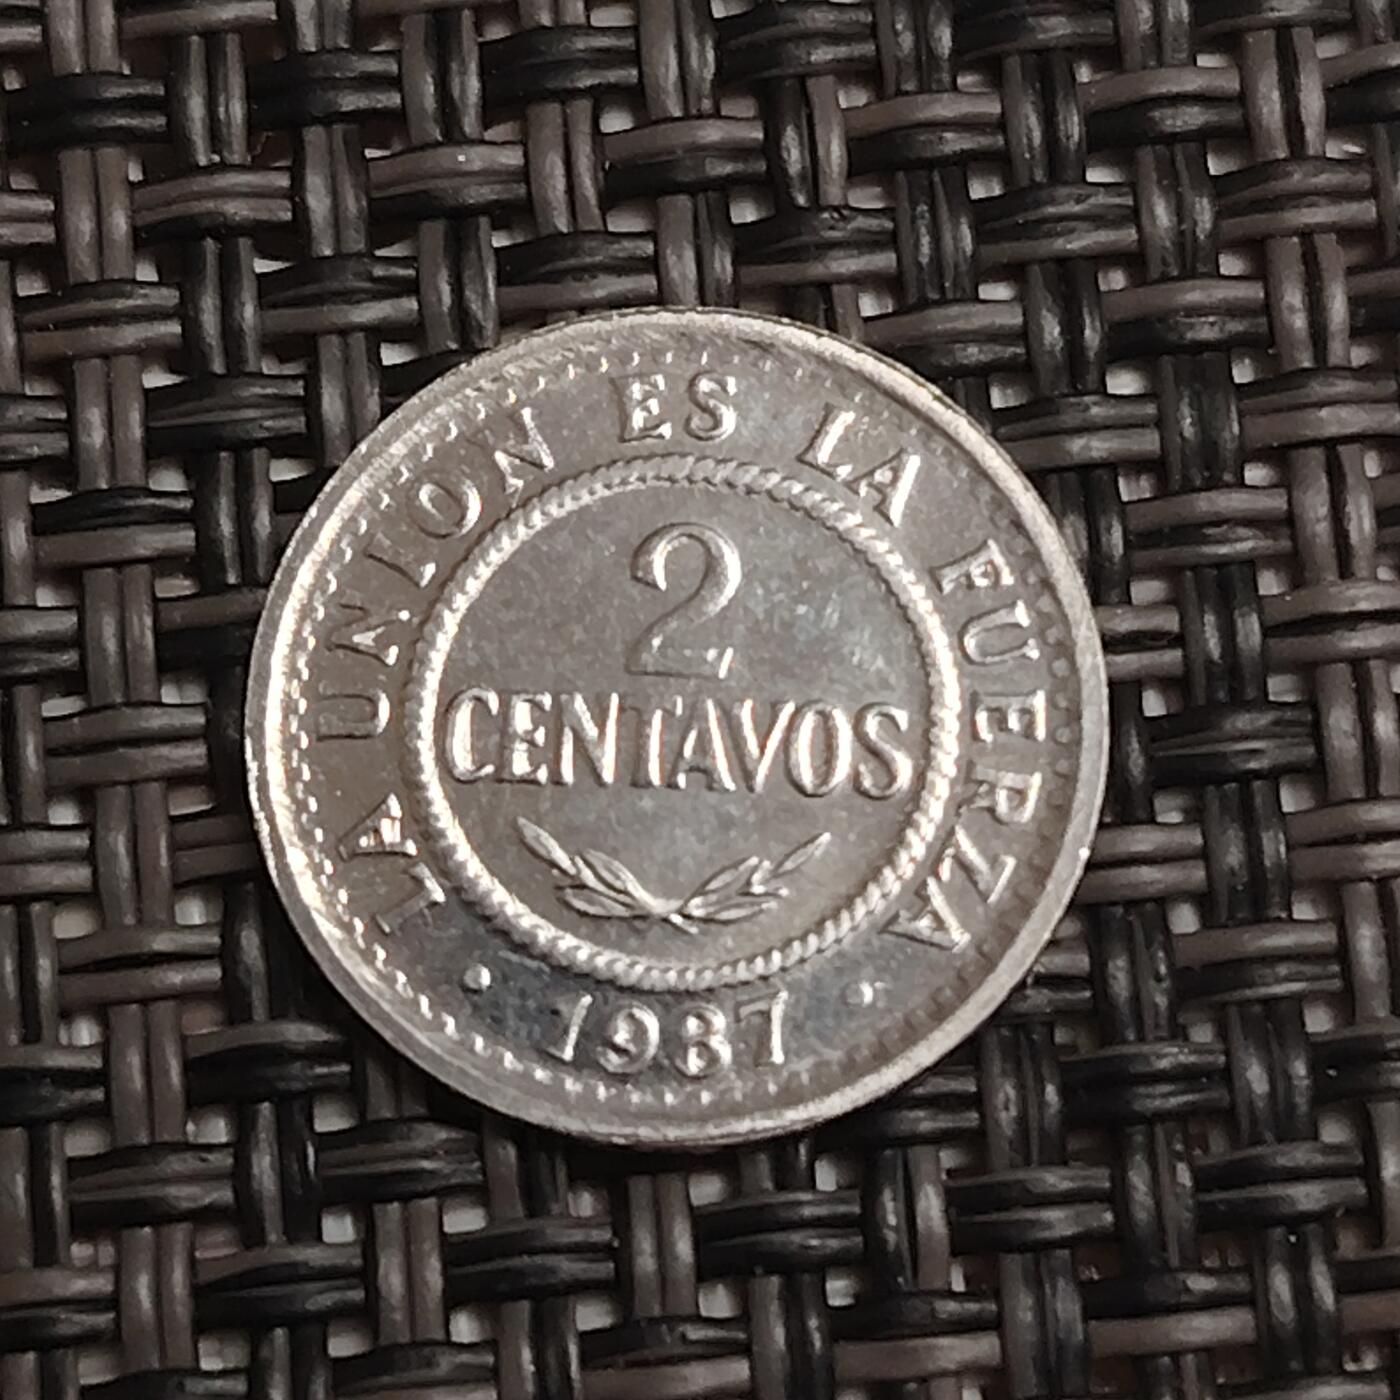 LA UNION ES LA FUERZA
2
CENTAVOS
· 1987 ·